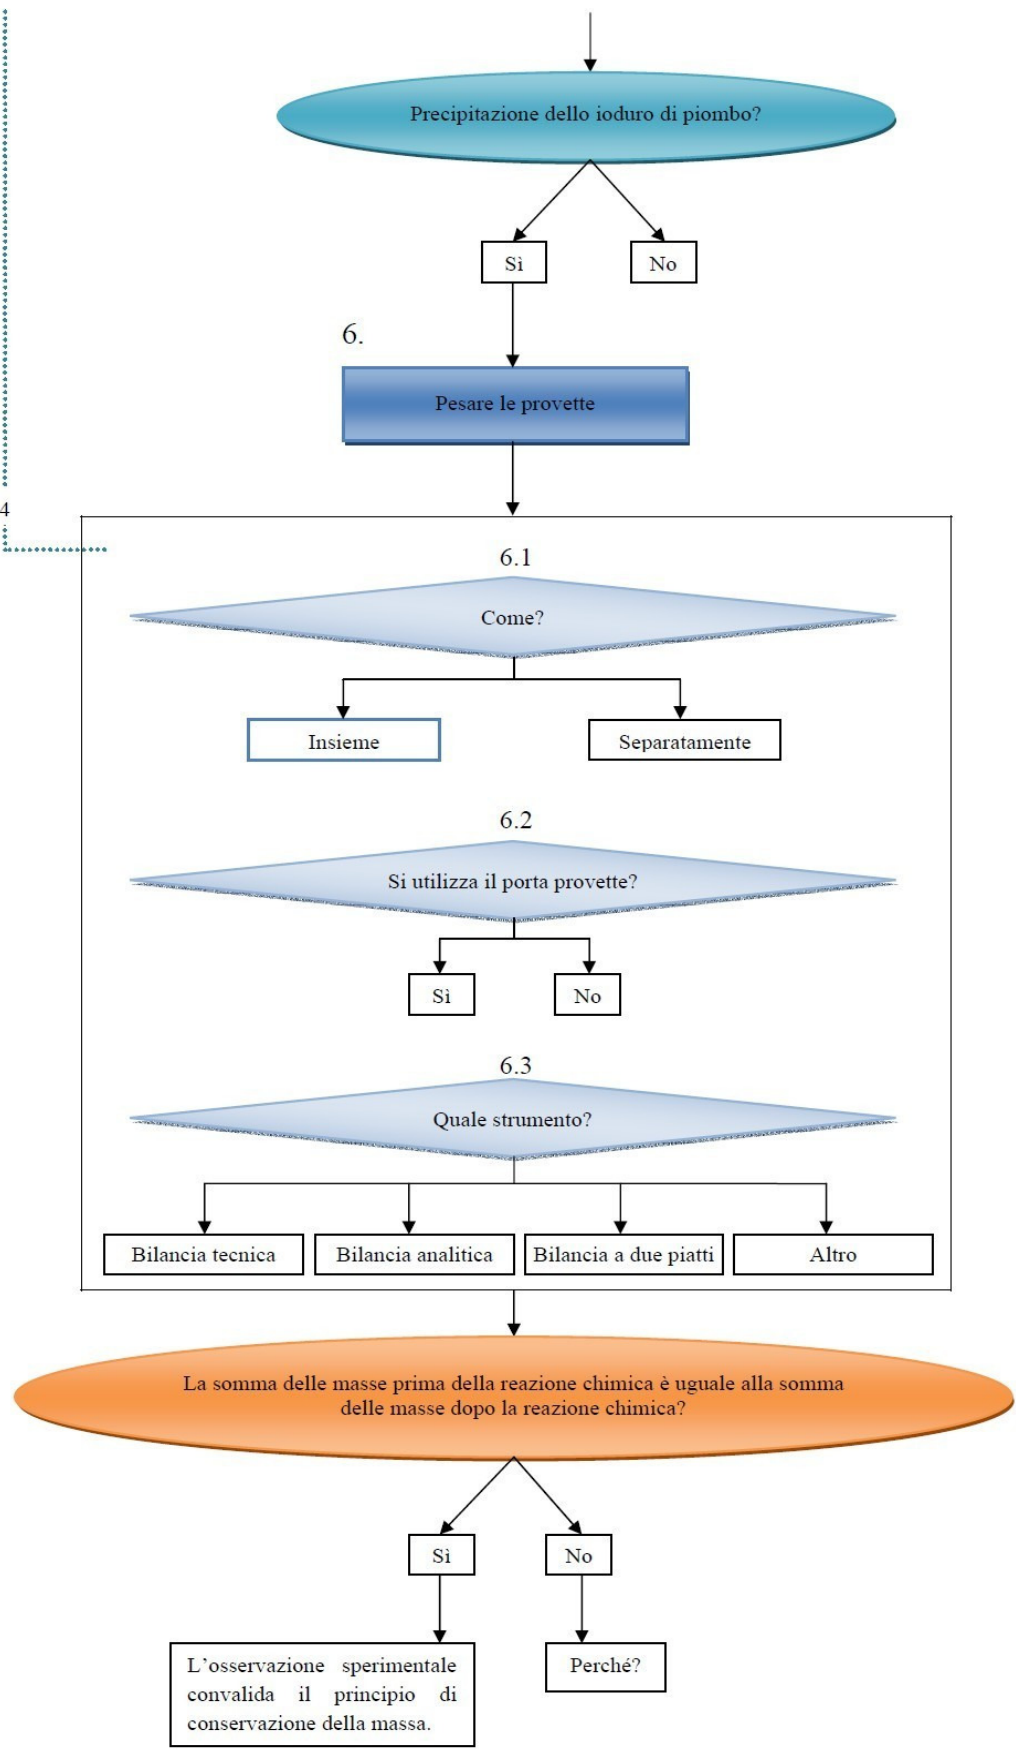 Precipitazione dello ioduro di piombo?
Sì
No
6.
Pesare le provette
4
6.1
Come?
Insieme
Separatamente
6.2
Si utilizza il porta provette?
Sì
No
6.3
Quale strumento?
Bilancia tecnica
Bilancia analitica
Bilancia a due piatti
Altro
La somma delle masse prima della reazione chimica è uguale alla somma
delle masse dopo la reazione chimica?
Sì
No
L'osservazione sperimentale
convalida il principio di
conservazione della massa.
Perché?